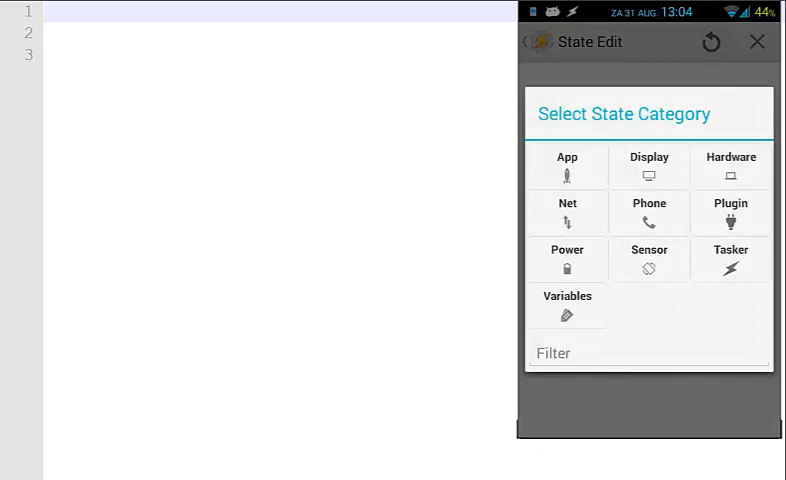 1
2
3
ZA 31 AUG. 13:04 44%
State Edit
Select State Category
App Display Hardware
Net Phone Plugin
Power Sensor Tasker
Variables
Filter